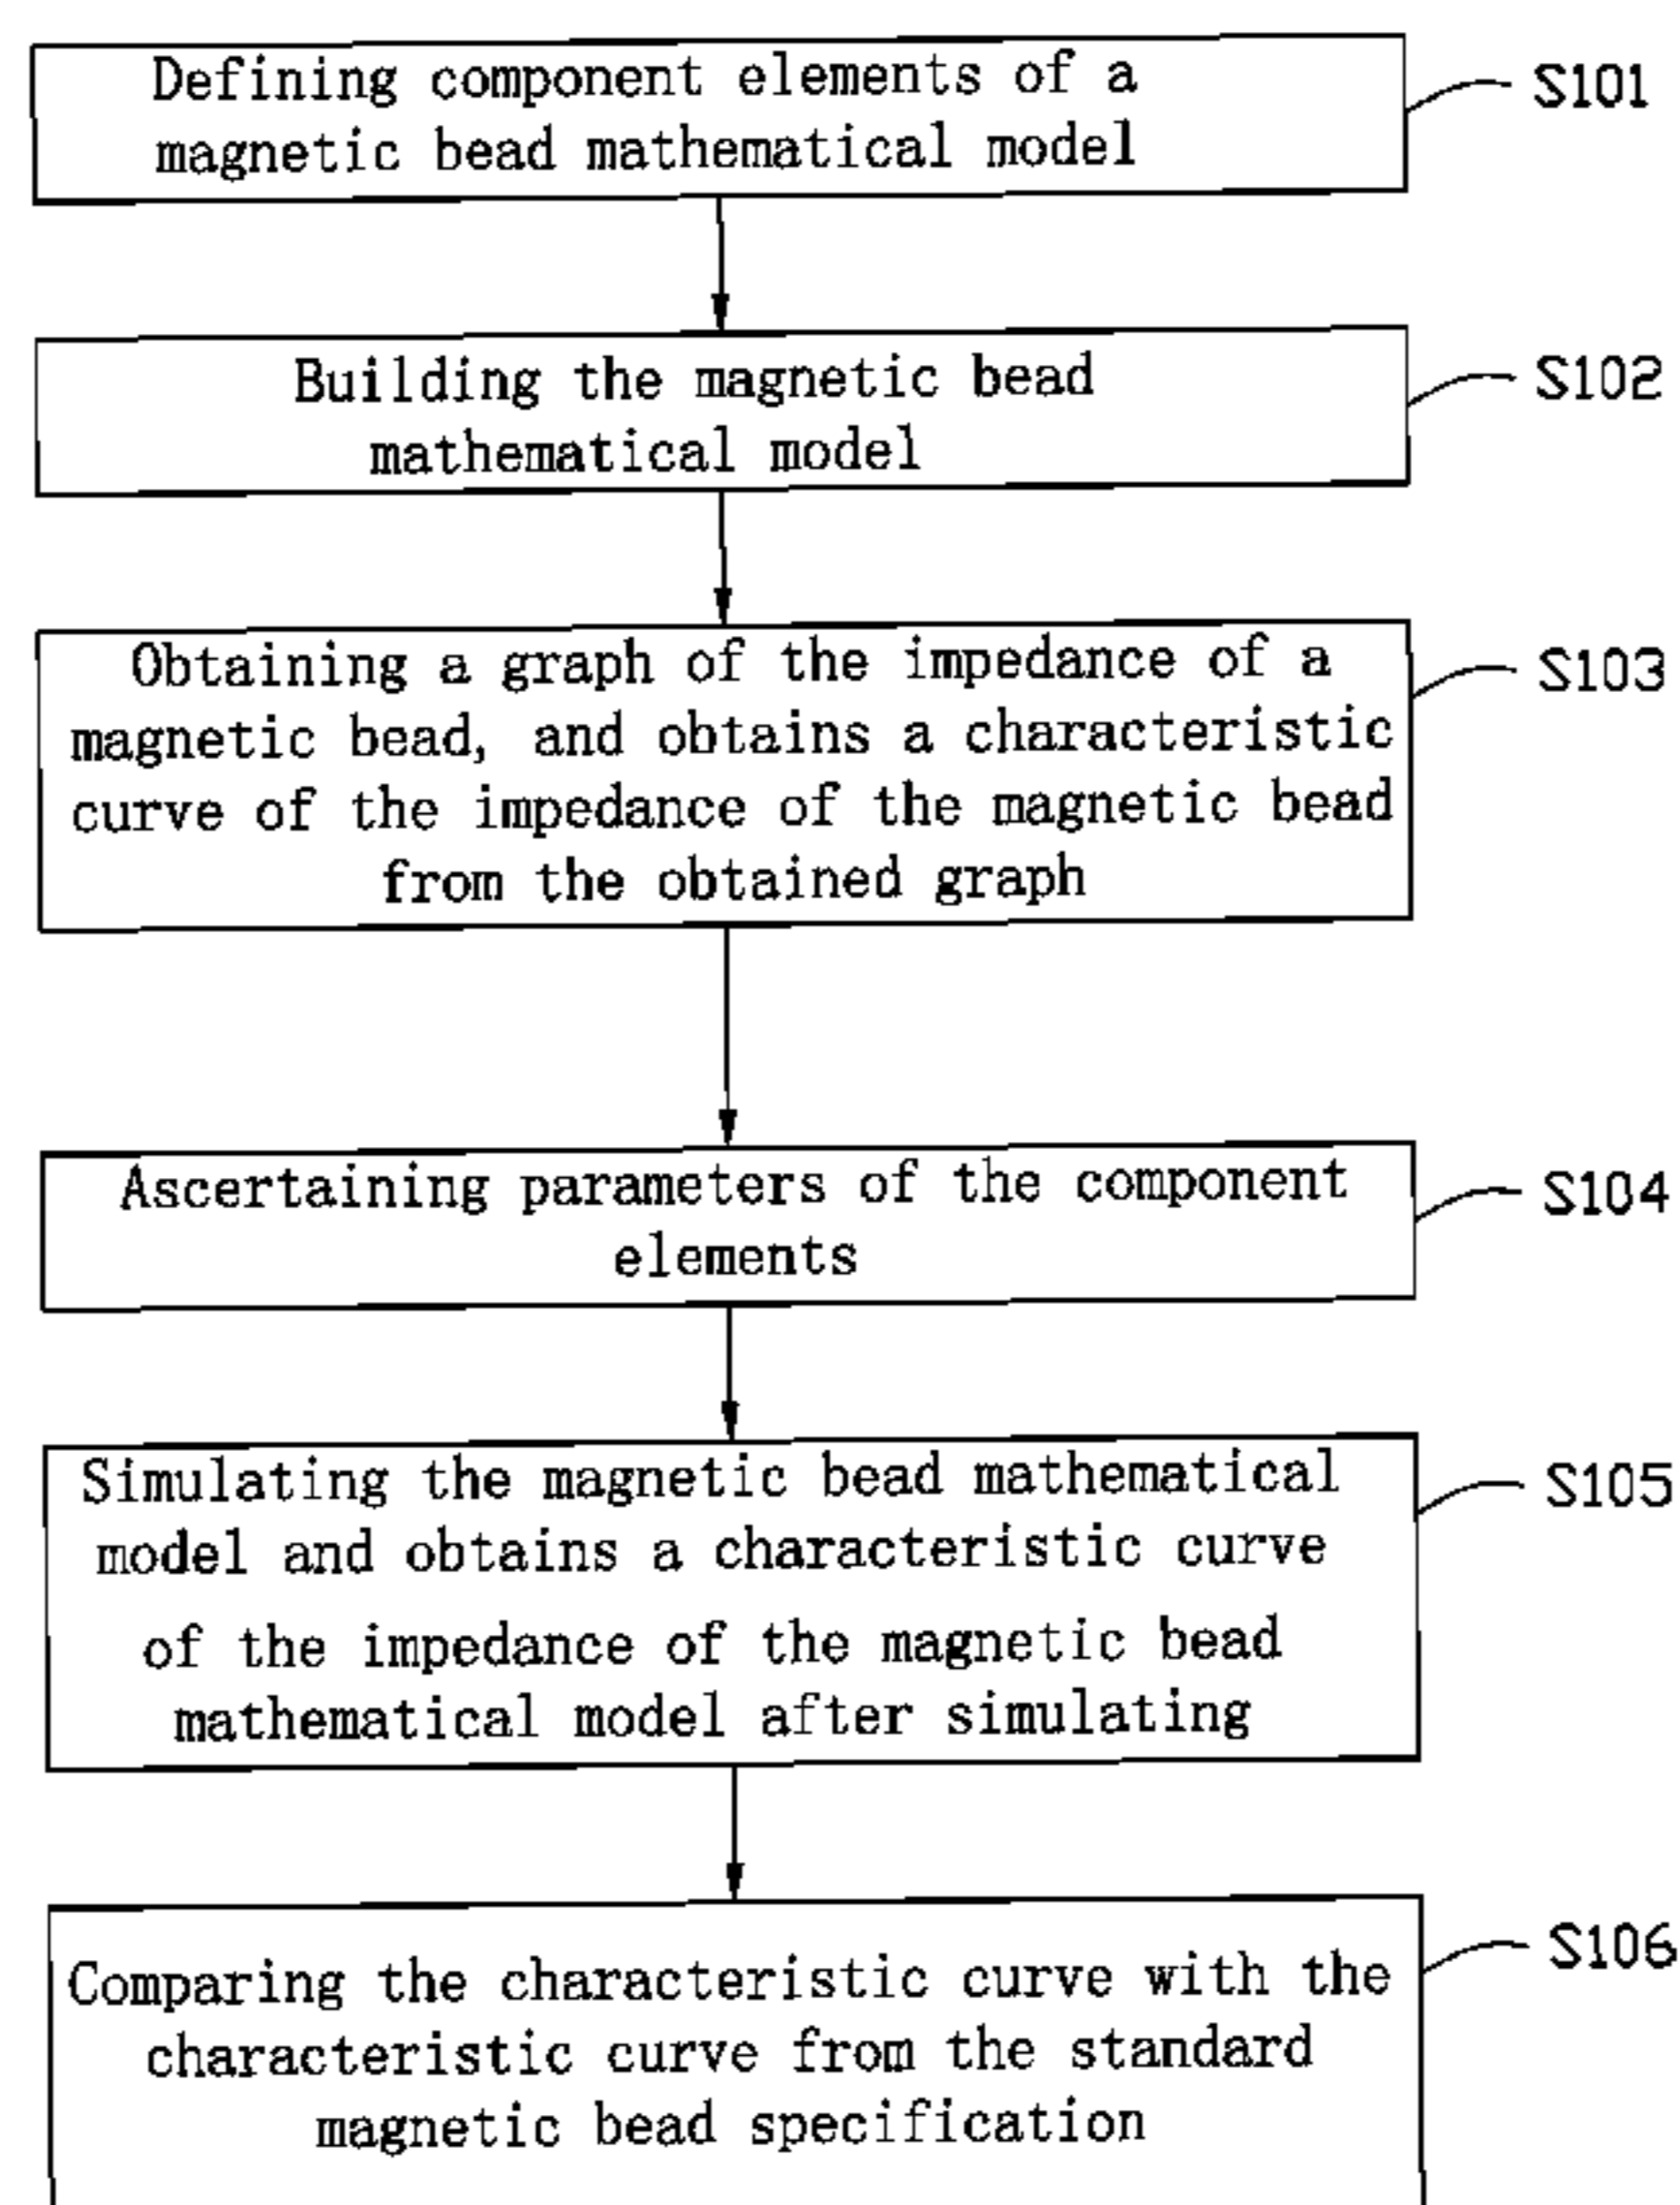 Defining component elements of a
magnetic bead mathematical model
S101
Building the magnetic bead
mathematical model
S102
Obtaining a graph of the impedance of a
magnetic bead, and obtains a characteristic
curve of the impedance of the magnetic bead
from the obtained graph
S103
Ascertaining parameters of the component
elements
S104
Simulating the magnetic bead mathematical
model and obtains a characteristic curve
of the impedance of the magnetic bead
mathematical model after simulating
S105
Comparing the characteristic curve with the
characteristic curve from the standard
magnetic bead specification
S106